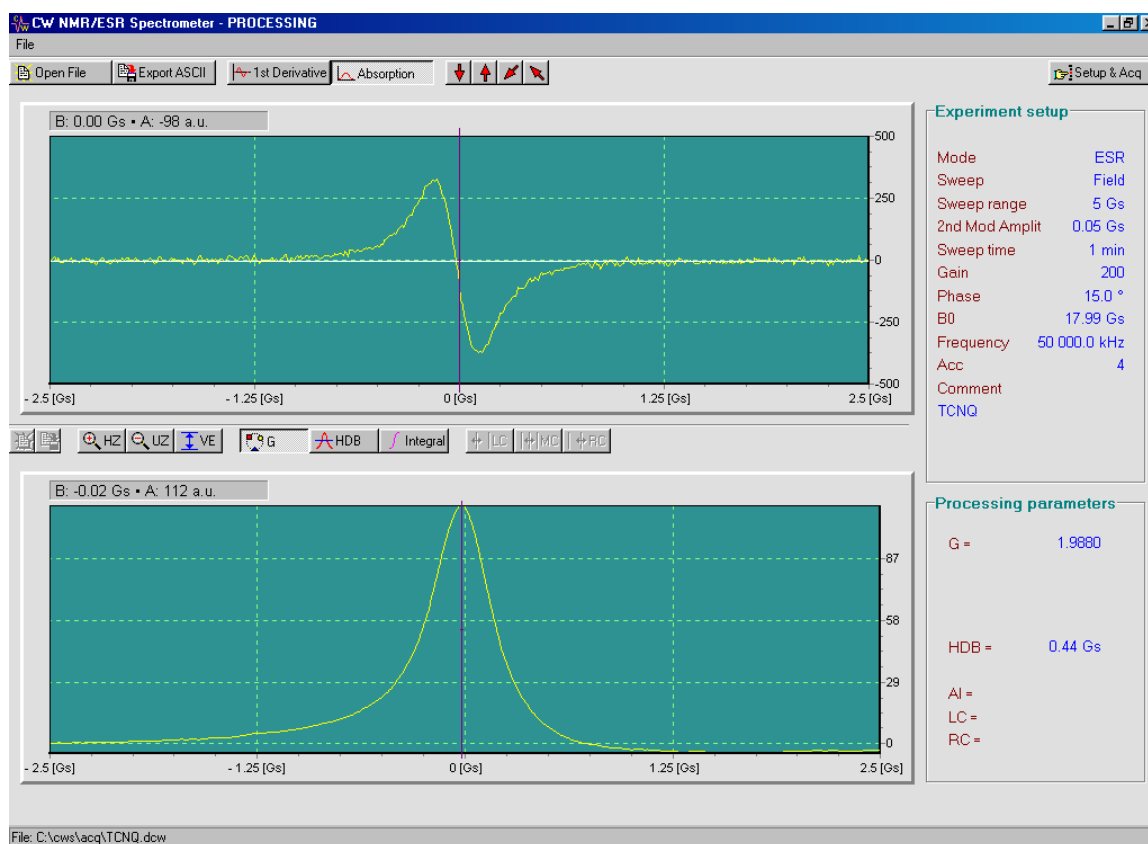 CW NMR/ESR Spectrometer - PROCESSING
File
Open File Export ASCII 1st Derivative Absorption Setup & Acq
B: 0.00 Gs ▪ A: -98 a.u.
500
250
0
-250
-500
- 2.5 [Gs] - 1.25 [Gs] 0 [Gs] 1.25 [Gs] 2.5 [Gs]
Experiment setup
Mode ESR
Sweep Field
Sweep range 5 Gs
2nd Mod Amplit 0.05 Gs
Sweep time 1 min
Gain 200
Phase 15.0 °
B0 17.99 Gs
Frequency 50 000.0 kHz
Acc 4
Comment
TCNQ
HZ UZ VE G HDB Integral LC MC RC
B: -0.02 Gs ▪ A: 112 a.u.
87
58
29
0
- 2.5 [Gs] - 1.25 [Gs] 0 [Gs] 1.25 [Gs] 2.5 [Gs]
Processing parameters
G = 1.9880
HDB = 0.44 Gs
AI =
LC =
RC =
File: C:\cws\acq\TCNQ.dcw